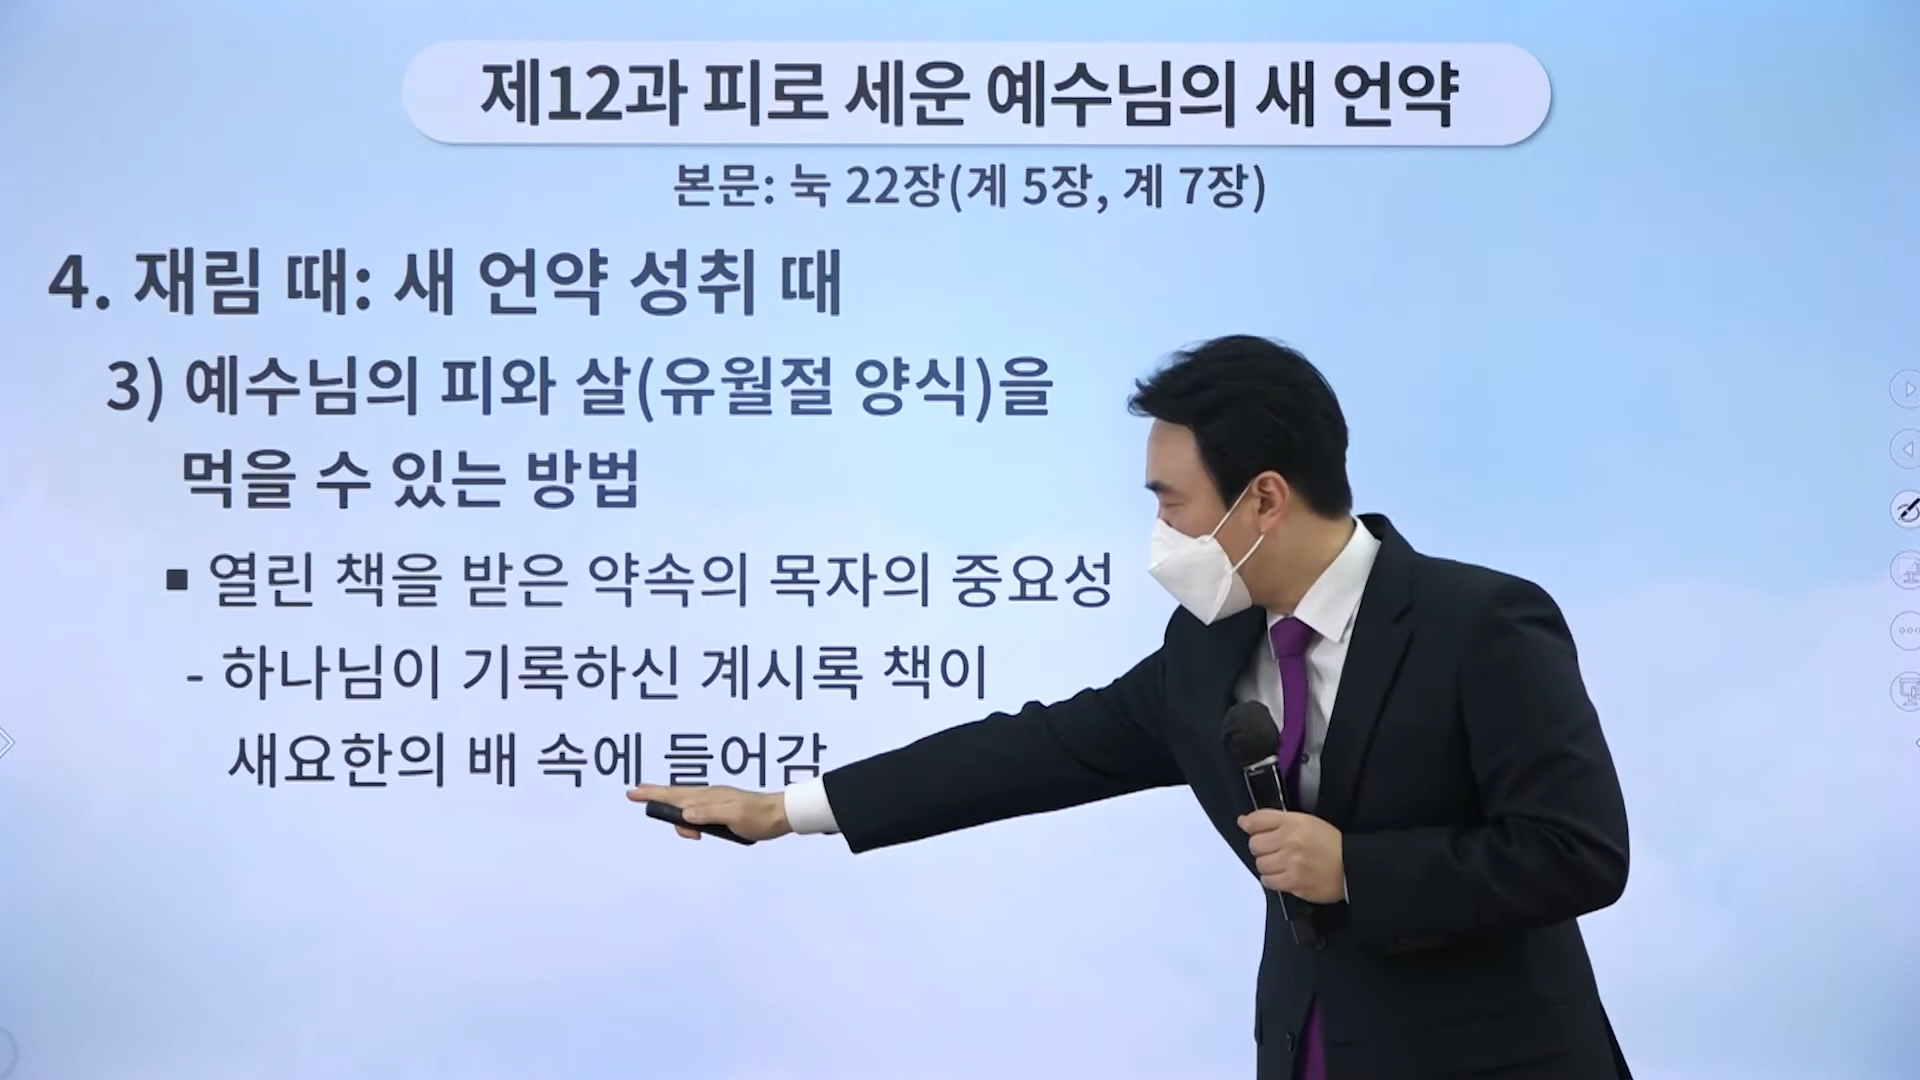 제12과 피로 세운 예수님의 새 언약
본문: 눅 22장(계 5장, 계 7장)
4. 재림 때: 새 언약 성취 때
3) 예수님의 피와 살(유월절 양식)을
먹을 수 있는 방법
▪ 열린 책을 받은 약속의 목자의 중요성
- 하나님이 기록하신 계시록 책이
새요한의 배 속에 들어감